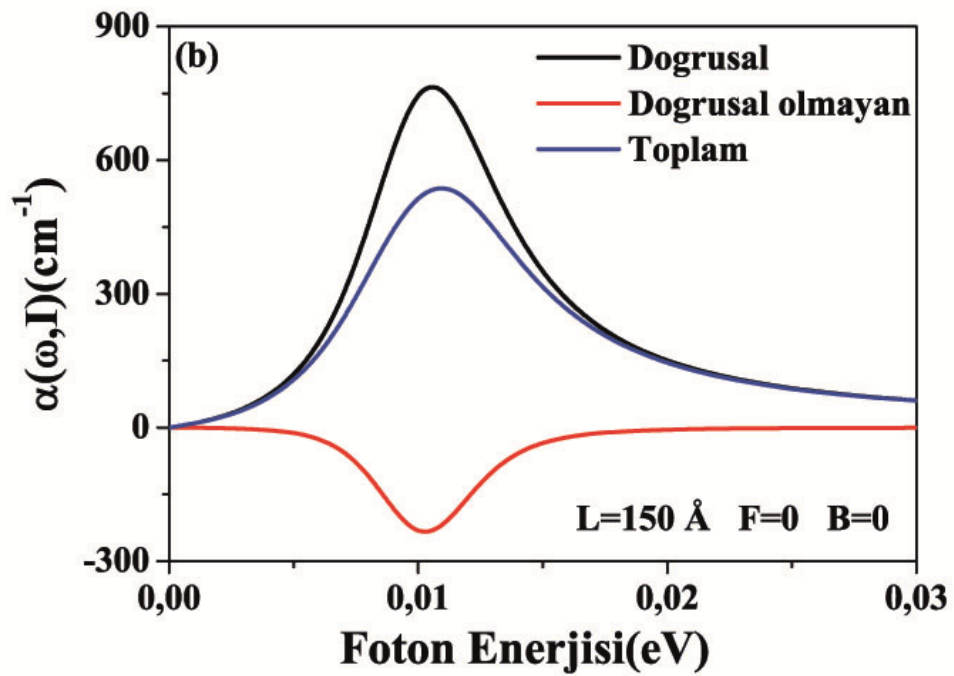 900
(b)
Dogrusal
Dogrusal olmayan
Toplam
600
300
0
-300
α(ω,I)(cm⁻¹)
L=150 Å F=0 B=0
0,00 0,01 0,02 0,03
Foton Enerjisi(eV)